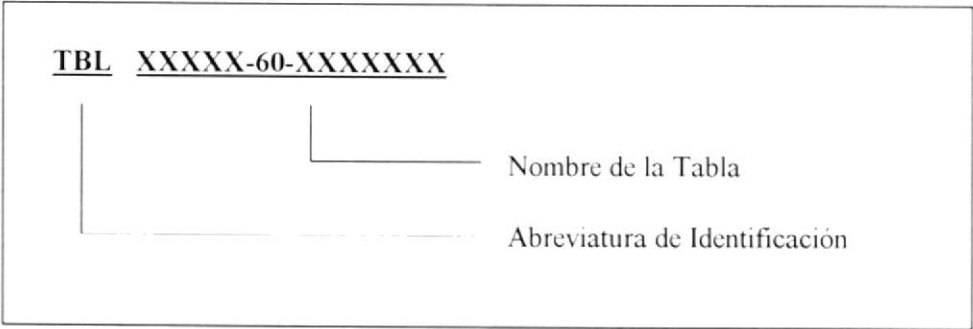 TBL XXXXX-60-XXXXXXX
Nombre de la Tabla
Abreviatura de Identificación